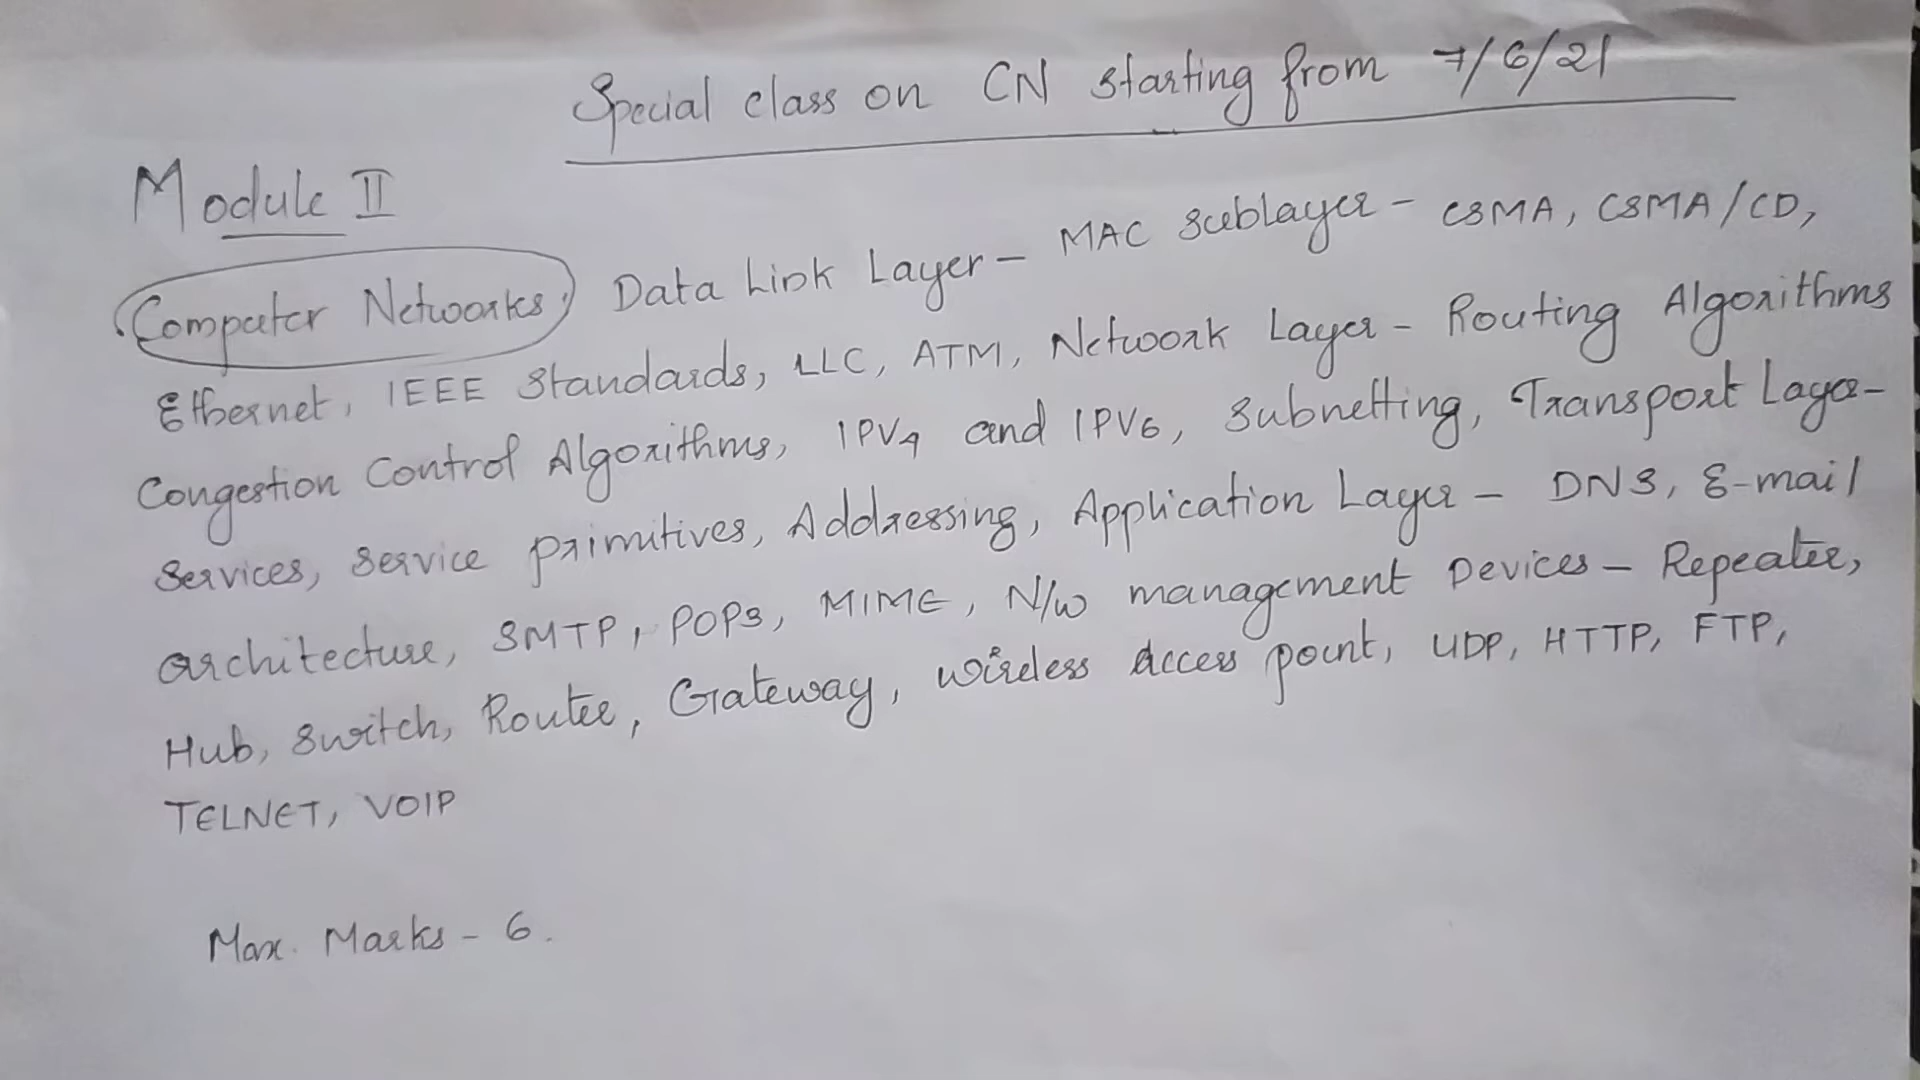 Special class on CN starting from 7/6/21
Module II
Computer Networks, Data Link Layer - MAC Sublayer - CSMA, CSMA/CD,
Ethernet, IEEE Standards, LLC, ATM, Network Layer - Routing Algorithms
Congestion Control Algorithms, IPV4 and IPV6, Subnetting, Transport Layer-
Services, Service primitives, Addressing, Application Layer - DNS, E-mail
architecture, SMTP, POP3, MIME, N/w management Devices - Repeater,
Hub, Switch, Router, Gateway, wireless access point, UDP, HTTP, FTP,
TELNET, VOIP
Max. Marks - 6.